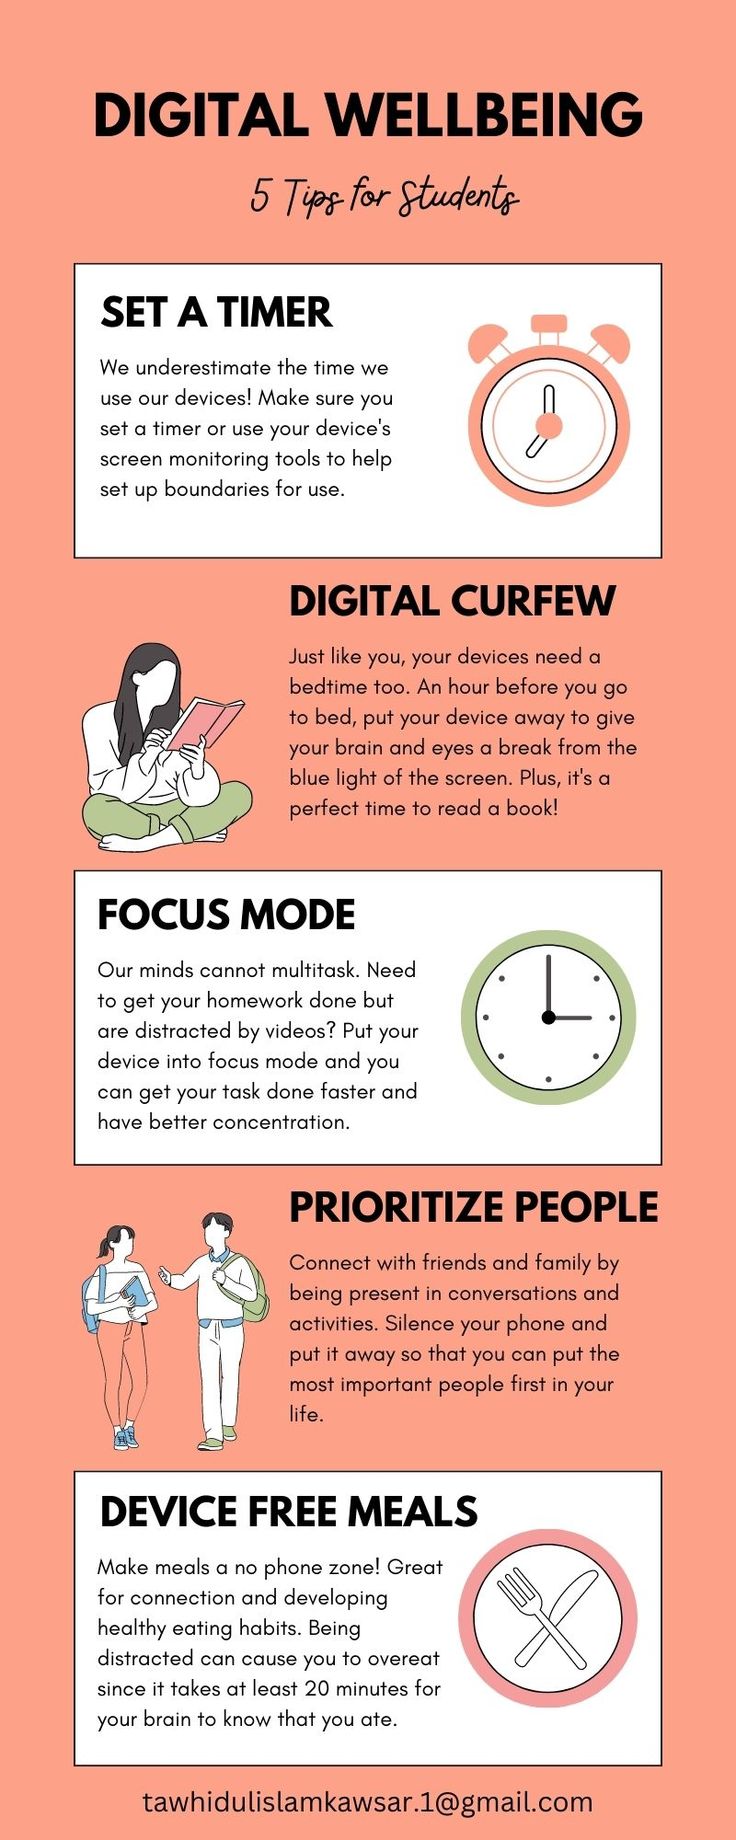 DIGITAL WELLBEING
5 Tips for Students
SET A TIMER
We underestimate the time we
use our devices! Make sure you
set a timer or use your device's
screen monitoring tools to help
set up boundaries for use.
DIGITAL CURFEW
Just like you, your devices need a
bedtime too. An hour before you go
to bed, put your device away to give
your brain and eyes a break from the
blue light of the screen. Plus, it's a
perfect time to read a book!
FOCUS MODE
Our minds cannot multitask. Need
to get your homework done but
are distracted by videos? Put your
device into focus mode and you
can get your task done faster and
have better concentration.
PRIORITIZE PEOPLE
Connect with friends and family by
being present in conversations and
activities. Silence your phone and
put it away so that you can put the
most important people first in your
life.
DEVICE FREE MEALS
Make meals a no phone zone! Great
for connection and developing
healthy eating habits. Being
distracted can cause you to overeat
since it takes at least 20 minutes for
your brain to know that you ate.
tawhidulislamkawsar.1@gmail.com